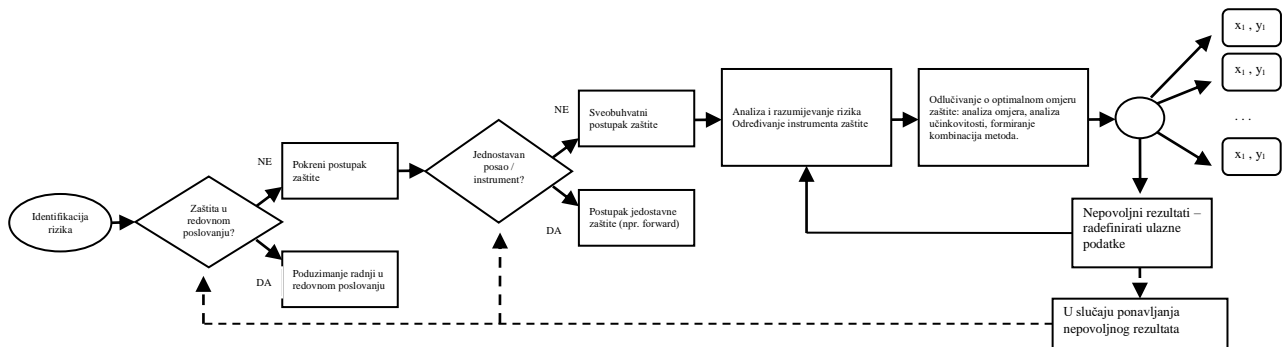 Identifikacija
rizika
Zaštita u
redovnom
poslovanju?
NE
Pokreni postupak
zaštite
DA
Poduzimanje radnji u
redovnom poslovanju
Jednostavan
posao /
instrument?
NE
Sveobuhvatni
postupak zaštite
DA
Postupak jedostavne
zaštite (npr. forward)
Analiza i razumijevanje rizika
Određivanje instrumenta zaštite
Odlučivanje o optimalnom omjeru
zaštite: analiza omjera, analiza
učinkovitosti, formiranje
kombinacija metoda.
x₁ , y₁
x₁ , y₁
. . .
x₁ , y₁
Nepovoljni rezultati –
radefinirati ulazne
podatke
U slučaju ponavljanja
nepovoljnog rezultata